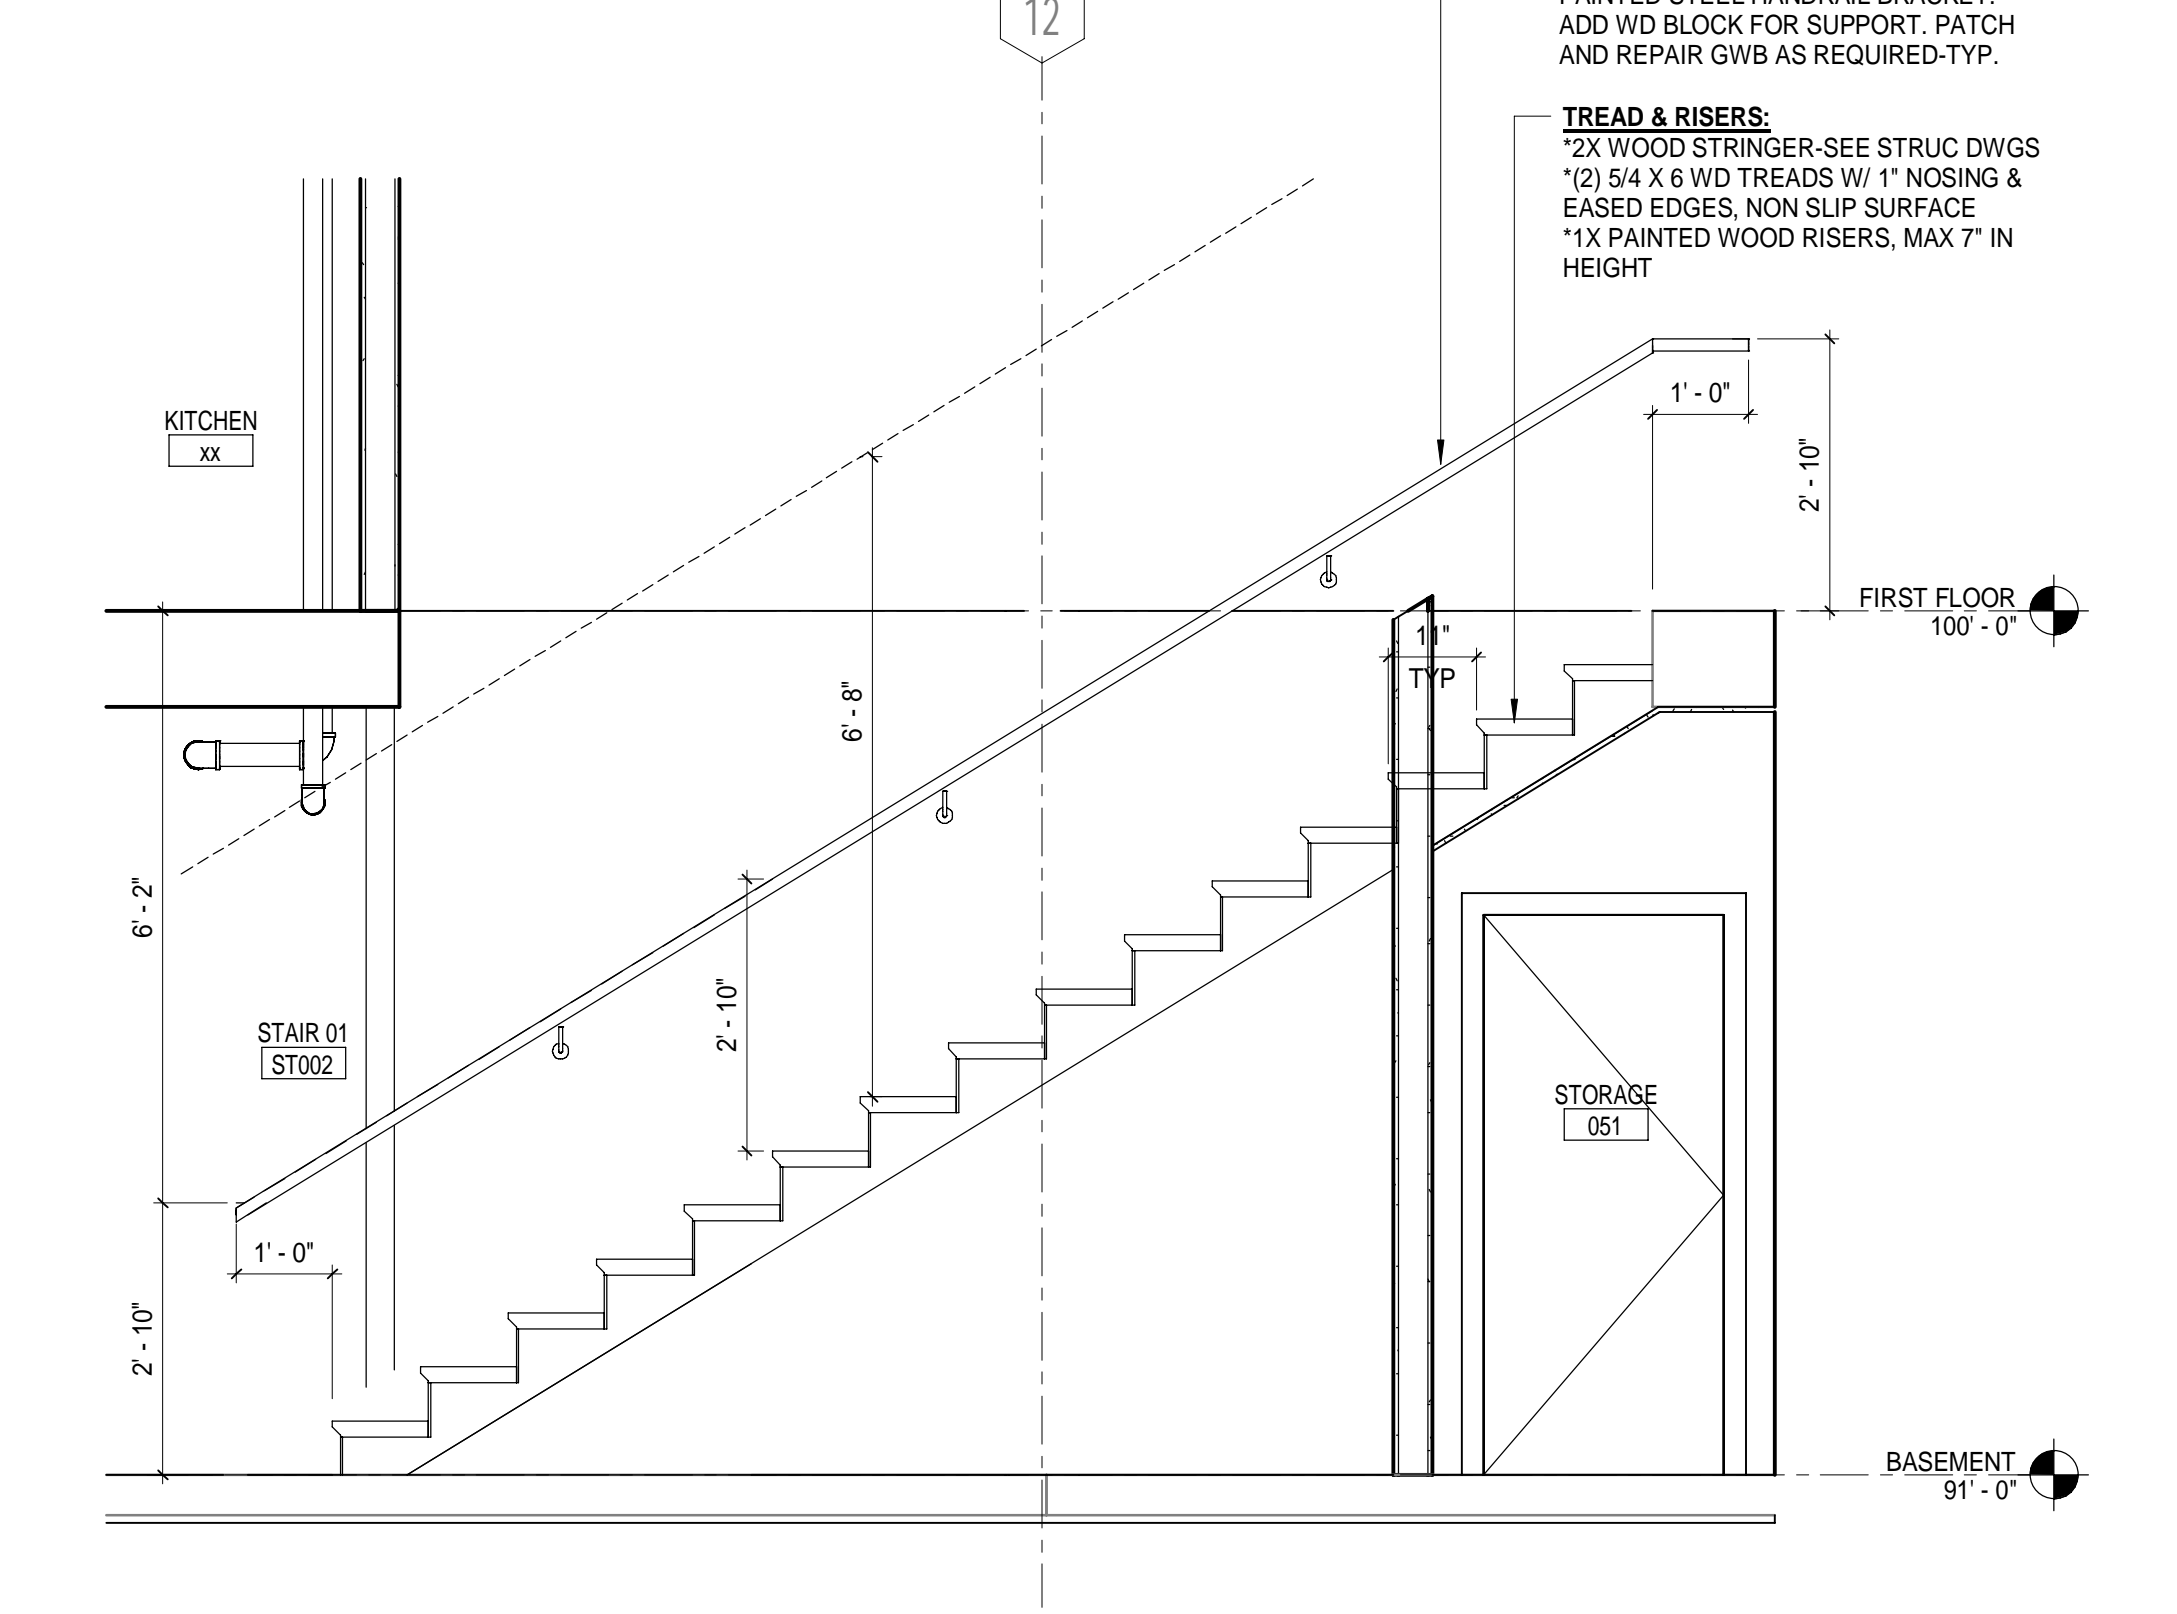 12
PAINTED STEEL HANDRAIL BRACKET.
ADD WD BLOCK FOR SUPPORT. PATCH
AND REPAIR GWB AS REQUIRED-TYP.
TREAD & RISERS:
*2X WOOD STRINGER-SEE STRUC DWGS
*(2) 5/4 X 6 WD TREADS W/ 1" NOSING &
EASED EDGES, NON SLIP SURFACE
*1X PAINTED WOOD RISERS, MAX 7" IN
HEIGHT
1' - 0"
2' - 10"
KITCHEN
xx
FIRST FLOOR
100' - 0"
11"
TYP
6' - 8"
6' - 2"
2' - 10"
STAIR 01
ST002
STORAGE
051
1' - 0"
2' - 10"
BASEMENT
91' - 0"